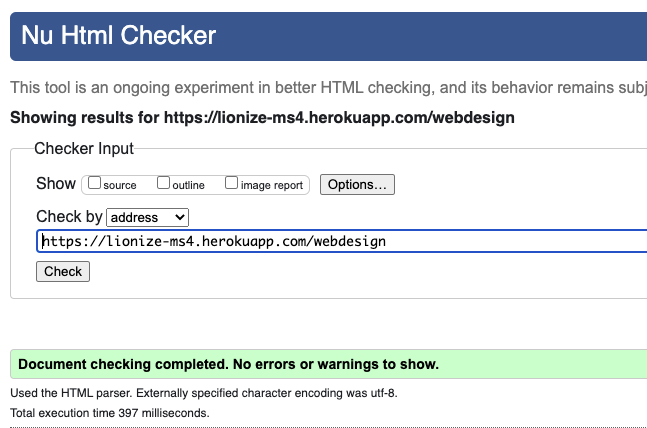 Nu Html Checker
This tool is an ongoing experiment in better HTML checking, and its behavior remains subj
Showing results for https://lionize-ms4.herokuapp.com/webdesign
Checker Input
Show source outline image report Options...
Check by address
https://lionize-ms4.herokuapp.com/webdesign
Check
Document checking completed. No errors or warnings to show.
Used the HTML parser. Externally specified character encoding was utf-8.
Total execution time 397 milliseconds.